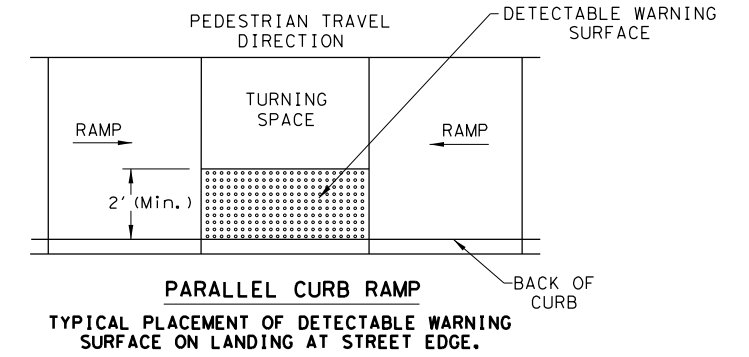 PEDESTRIAN TRAVEL
DIRECTION
DETECTABLE WARNING
SURFACE
TURNING
SPACE
RAMP
RAMP
2' (Min.)
BACK OF
CURB
PARALLEL CURB RAMP
TYPICAL PLACEMENT OF DETECTABLE WARNING
SURFACE ON LANDING AT STREET EDGE.